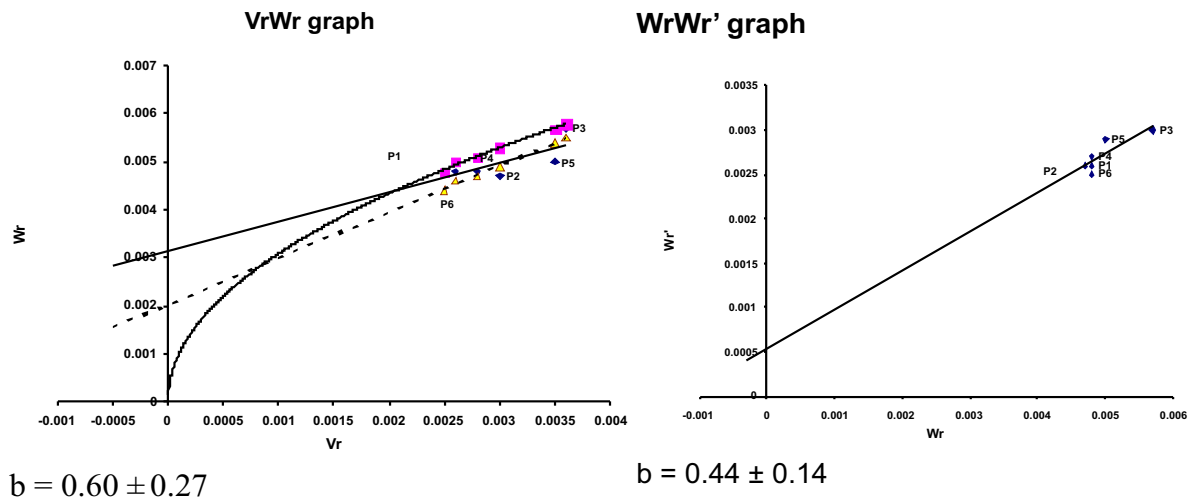 VrWr graph
0.007
0.006
0.005
0.004
0.003
0.002
0.001
0
Wr
P1
P4
P3
P5
P2
P6
-0.001 -0.0005 0 0.0005 0.001 0.0015 0.002 0.0025 0.003 0.0035 0.004
Vr
b = 0.60 ± 0.27
WrWr’ graph
0.0035
0.003
0.0025
0.002
0.0015
0.001
0.0005
0
Wr'
P5
P3
P4
P2
P1
P6
-0.001 0 0.001 0.002 0.003 0.004 0.005 0.006
Wr
b = 0.44 ± 0.14